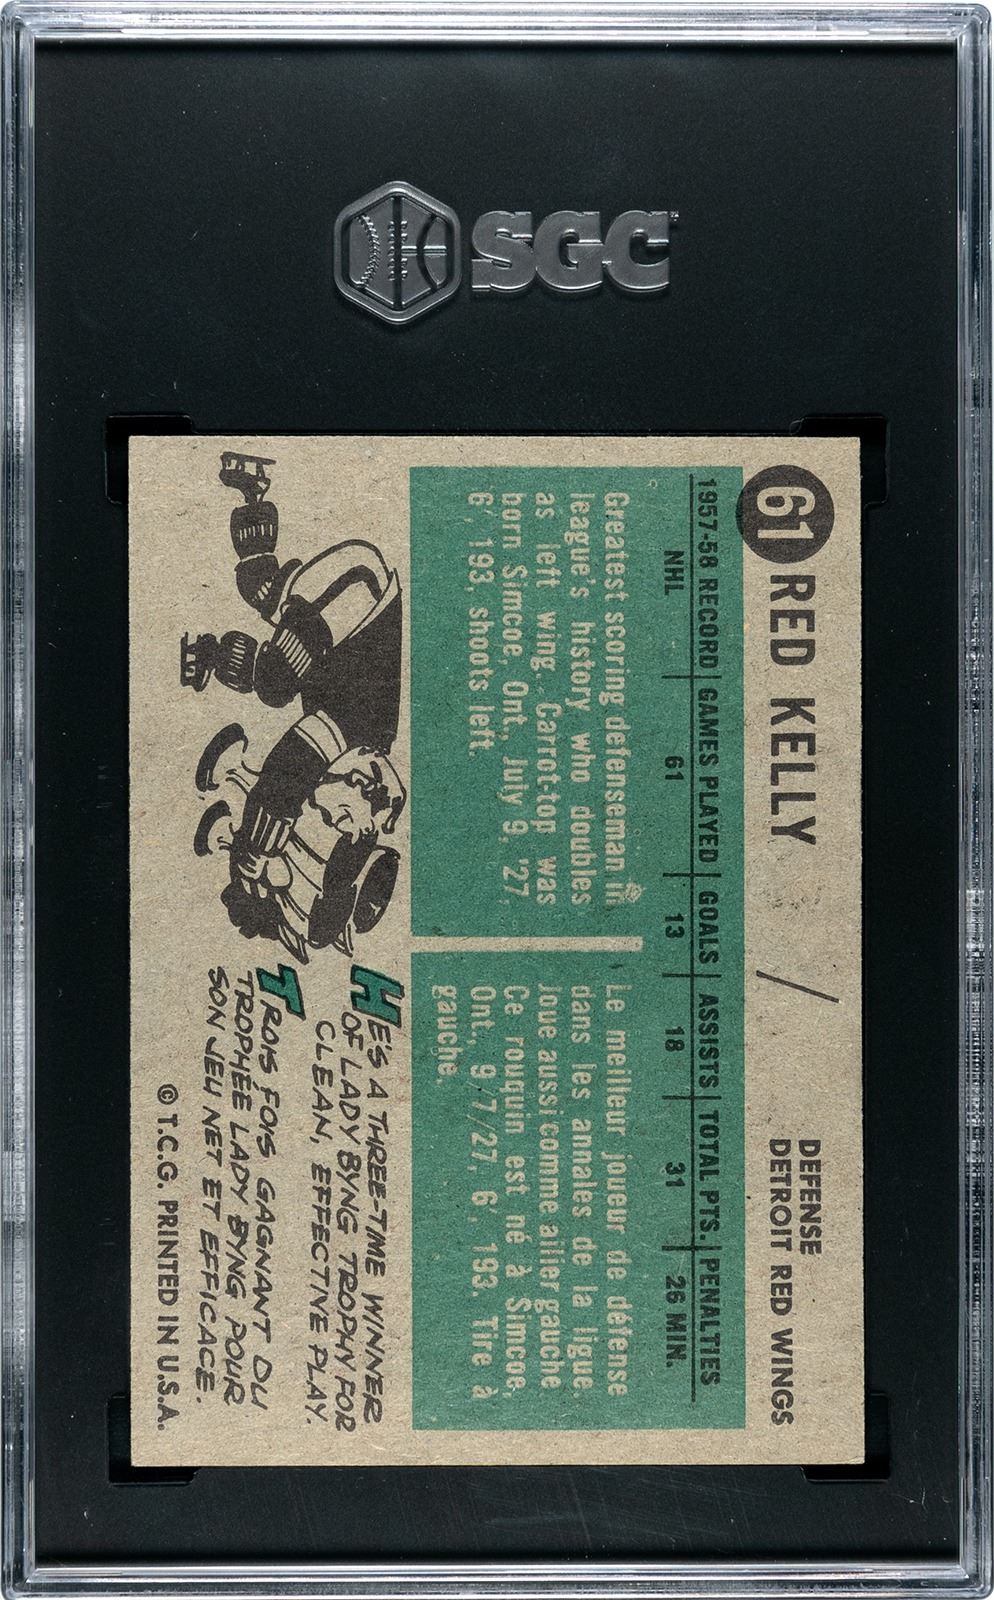 SGC
61 RED KELLY
DEFENSE
DETROIT RED WINGS
1957-58 RECORD GAMES PLAYED GOALS ASSISTS TOTAL PTS. PENALTIES
NHL 61 13 18 31 26 MIN.
Greatest scoring defenseman in
league's history who doubles
as left wing. Carrot-top was
born Simcoe, Ont., July 9, '27,
6', 193, shoots left.
Le meilleur joueur de défense
dans les annales de la ligue.
Joue aussi comme ailier gauche.
Ce rouquin est né à Simcoe,
Ont., 9/7/27, 6', 193. Tire à
gauche.
HE'S A THREE-TIME WINNER
OF LADY BYNG TROPHY FOR
CLEAN, EFFECTIVE PLAY.
TROIS FOIS GAGNANT DU
TROPHÉE LADY BYNG POUR
SON JEU NET ET EFFICACE.
© T.C.G. PRINTED IN U.S.A.